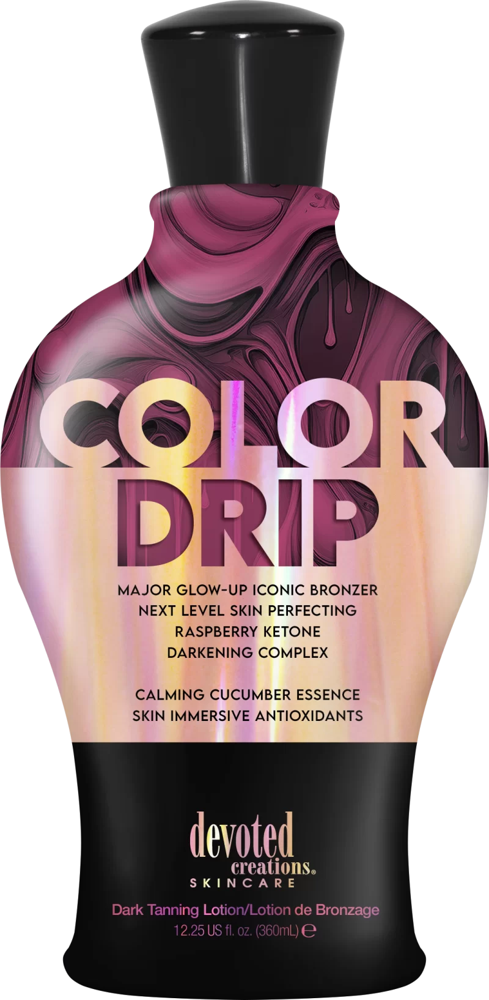 COLOR
DRIP
MAJOR GLOW-UP ICONIC BRONZER
NEXT LEVEL SKIN PERFECTING
RASPBERRY KETONE
DARKENING COMPLEX
CALMING CUCUMBER ESSENCE
SKIN IMMERSIVE ANTIOXIDANTS
devoted
creations®
SKINCARE
Dark Tanning Lotion/Lotion de Bronzage
12.25 US fl. oz. (360mL) ℮